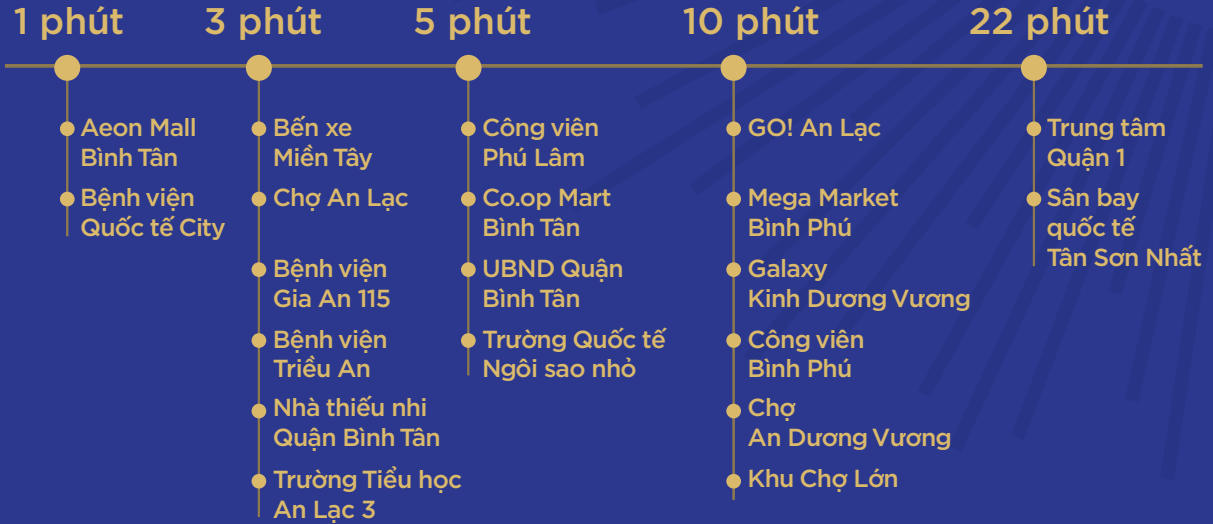 1 phút
Aeon Mall
Bình Tân
Bệnh viện
Quốc tế City
3 phút
Bến xe
Miền Tây
Chợ An Lạc
Bệnh viện
Gia An 115
Bệnh viện
Triều An
Nhà thiếu nhi
Quận Bình Tân
Trường Tiểu học
An Lạc 3
5 phút
Công viên
Phú Lâm
Co.op Mart
Bình Tân
UBND Quận
Bình Tân
Trường Quốc tế
Ngôi sao nhỏ
10 phút
GO! An Lạc
Mega Market
Bình Phú
Galaxy
Kinh Dương Vương
Công viên
Bình Phú
Chợ
An Dương Vương
Khu Chợ Lớn
22 phút
Trung tâm
Quận 1
Sân bay
quốc tế
Tân Sơn Nhất